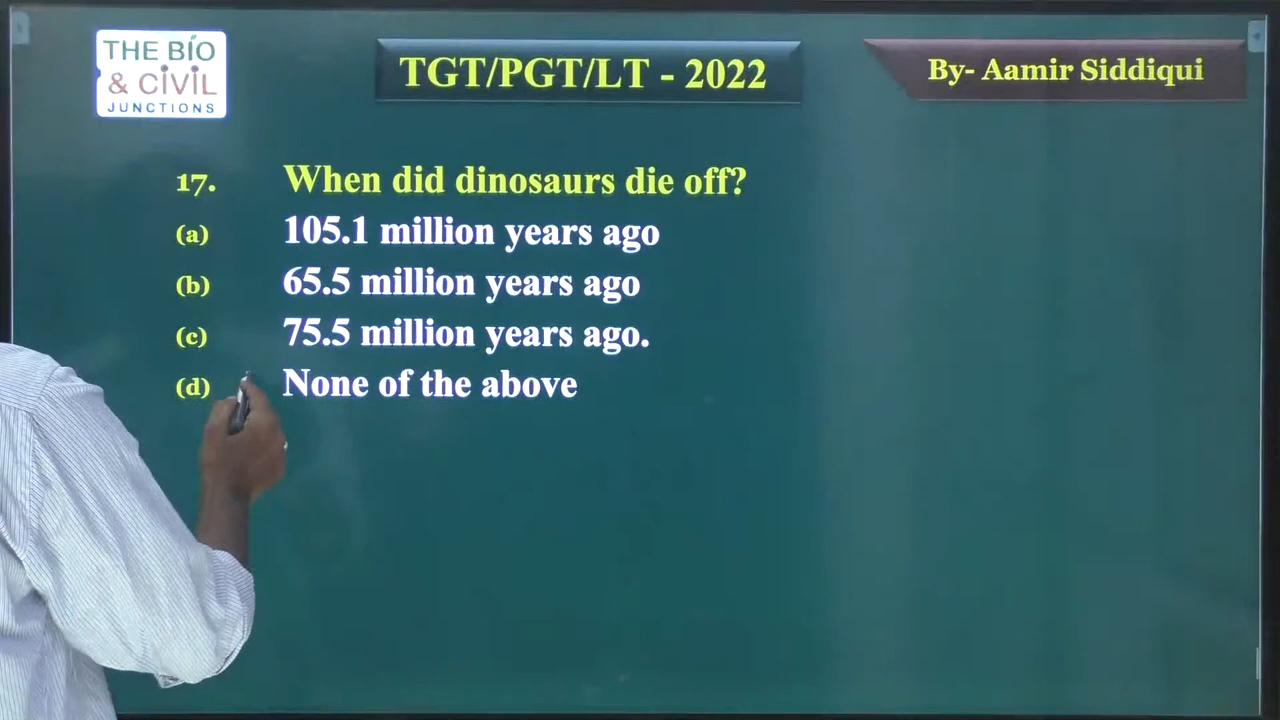 THE BIO
& CIVIL
JUNCTIONS
TGT/PGT/LT - 2022
By- Aamir Siddiqui
17. When did dinosaurs die off?
(a) 105.1 million years ago
(b) 65.5 million years ago
(c) 75.5 million years ago.
(d) None of the above